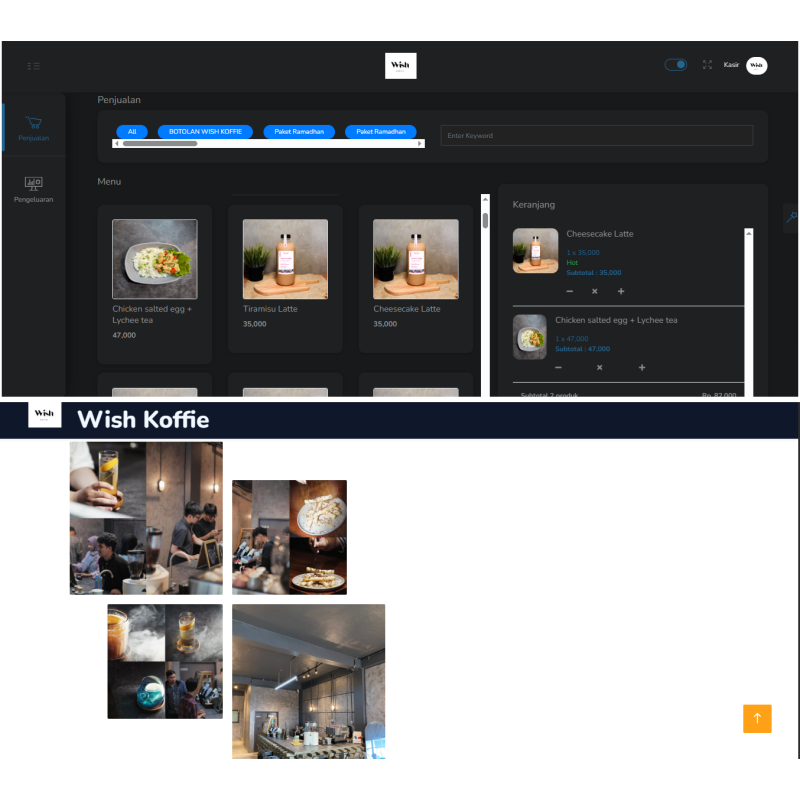 Wish
Kasir
Wish
Penjualan
Penjualan
Pengeluaran
All
BOTOLAN WISH KOFFIE
Paket Ramadhan
Paket Ramadhan
Enter Keyword
Menu
Chicken salted egg +
Lychee tea
47,000
Tiramisu Latte
35,000
Cheesecake Latte
35,000
Keranjang
Cheesecake Latte
1 x 35,000
Hot
Subtotal : 35,000
Chicken salted egg + Lychee tea
1 x 47,000
Subtotal : 47,000
Subtotal 2 produk
Rp. 82,000
Wish
Wish Koffie